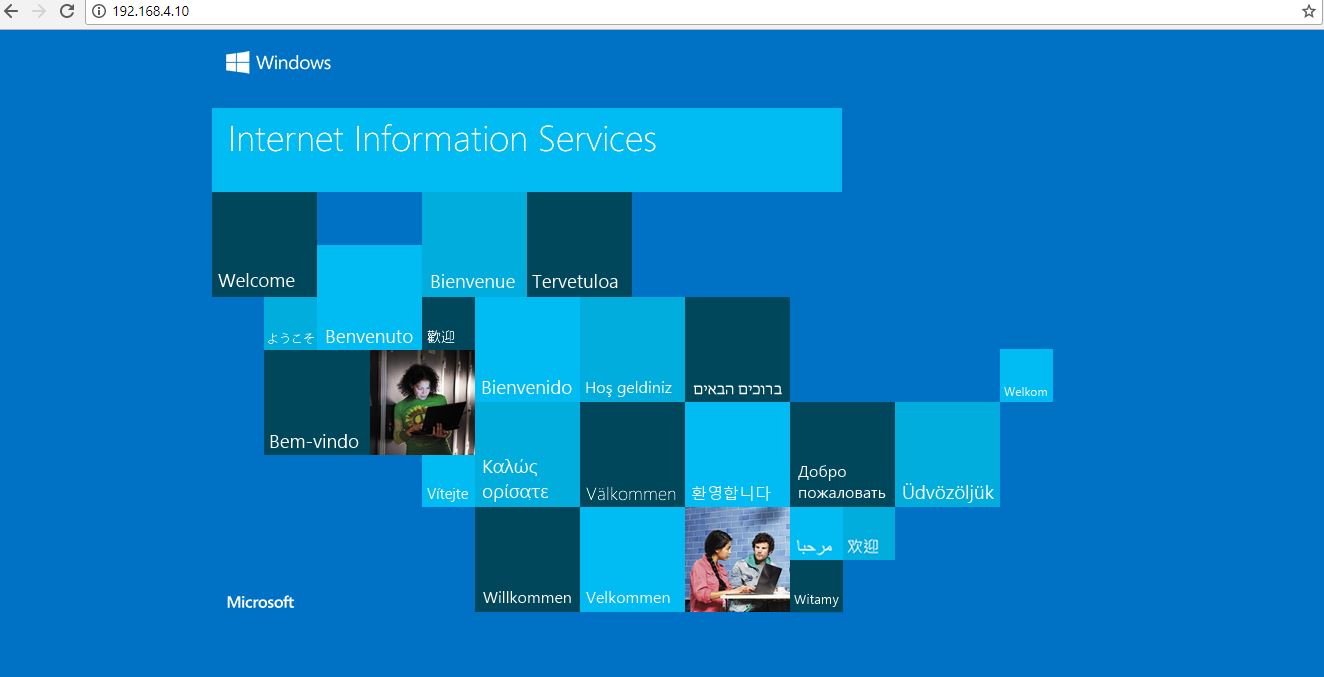 192.168.4.10
Windows
Internet Information Services
Welcome
Bienvenue
Tervetuloa
ようこそ
Benvenuto
歡迎
Bienvenido
Hoş geldiniz
ברוכים הבאים
Welkom
Bem-vindo
Vítejte
Καλώς
ορίσατε
Välkommen
환영합니다
Добро
пожаловать
Üdvözöljük
Microsoft
Willkommen
Velkommen
مرحبا
欢迎
Witamy